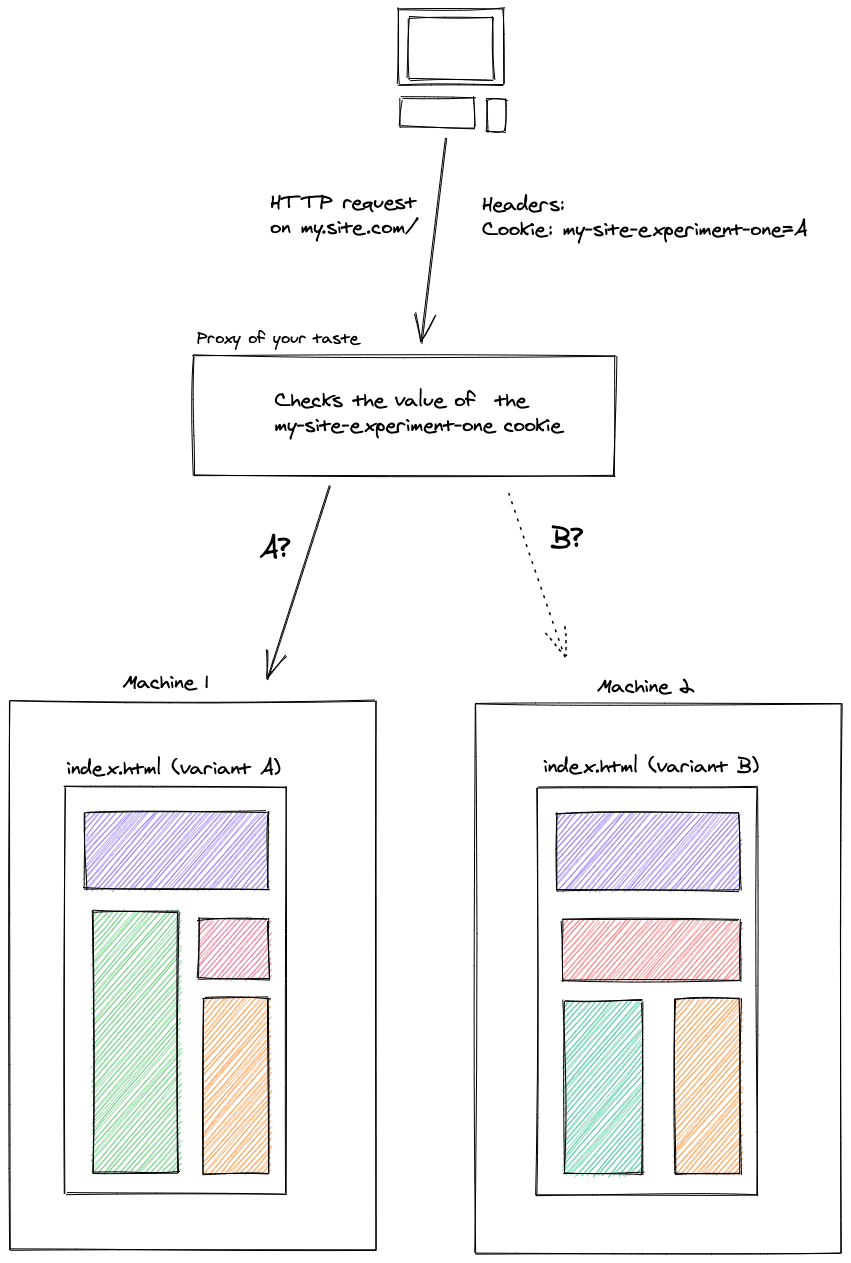 HTTP request
on my.site.com/
Headers:
Cookie: my-site-experiment-one=A
Proxy of your taste
Checks the value of the
my-site-experiment-one cookie
A?
B?
Machine 1
Machine 2
index.html (variant A)
index.html (variant B)